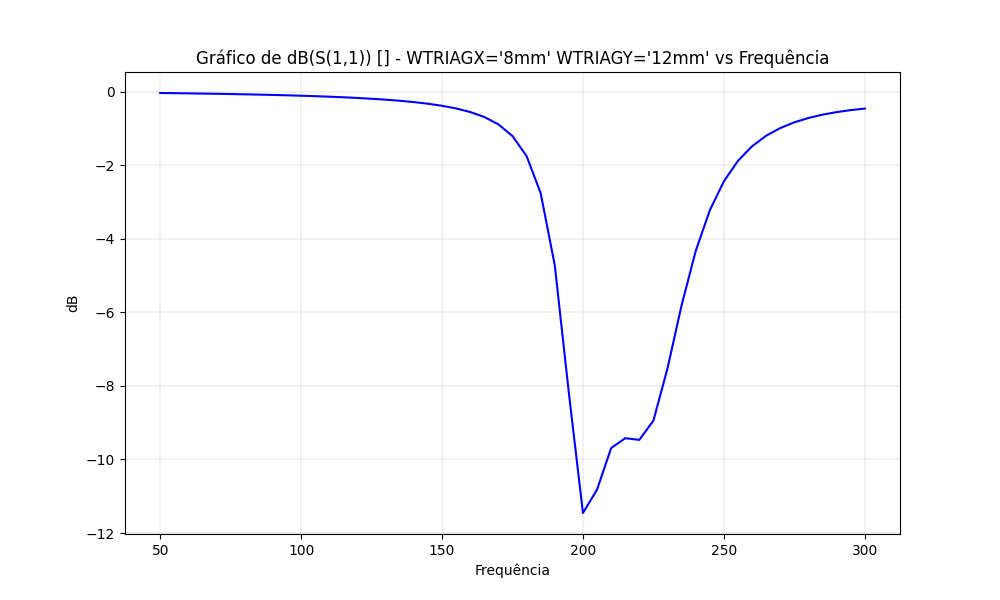 Gráfico de dB(S(1,1)) [] - WTRIAGX='8mm' WTRIAGY='12mm' vs Frequência
0
−2
−4
−6
−8
−10
−12
dB
50 100 150 200 250 300
Frequência